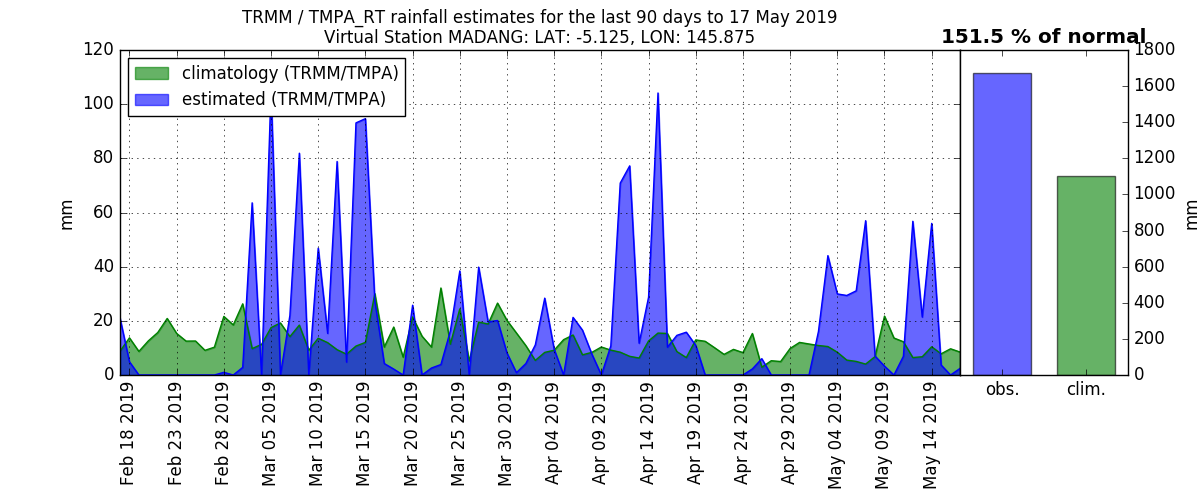 TRMM / TMPA_RT rainfall estimates for the last 90 days to 17 May 2019
Virtual Station MADANG: LAT: -5.125, LON: 145.875
151.5 % of normal
climatology (TRMM/TMPA)
estimated (TRMM/TMPA)
120
100
80
60
40
20
0
mm
Feb 18 2019
Feb 23 2019
Feb 28 2019
Mar 05 2019
Mar 10 2019
Mar 15 2019
Mar 20 2019
Mar 25 2019
Mar 30 2019
Apr 04 2019
Apr 09 2019
Apr 14 2019
Apr 19 2019
Apr 24 2019
Apr 29 2019
May 04 2019
May 09 2019
May 14 2019
1800
1600
1400
1200
1000
800
600
400
200
0
mm
obs.
clim.